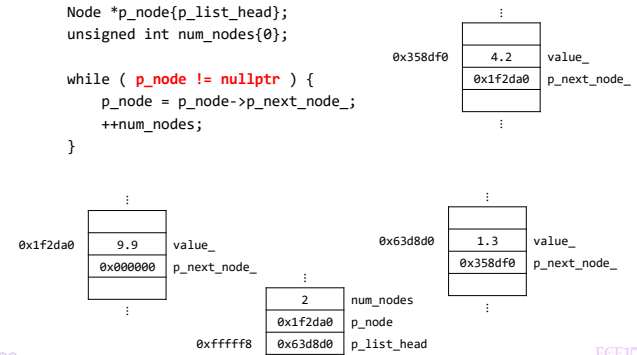 Node *p_node{p_list_head};
unsigned int num_nodes{0};
while ( p_node != nullptr ) {
p_node = p_node->p_next_node_;
++num_nodes;
}
0x358df0 4.2 value_
0x1f2da0 p_next_node_
0x1f2da0 9.9 value_
0x000000 p_next_node_
0x63d8d0 1.3 value_
0x358df0 p_next_node_
2 num_nodes
0x1f2da0 p_node
0xfffff8 0x63d8d0 p_list_head